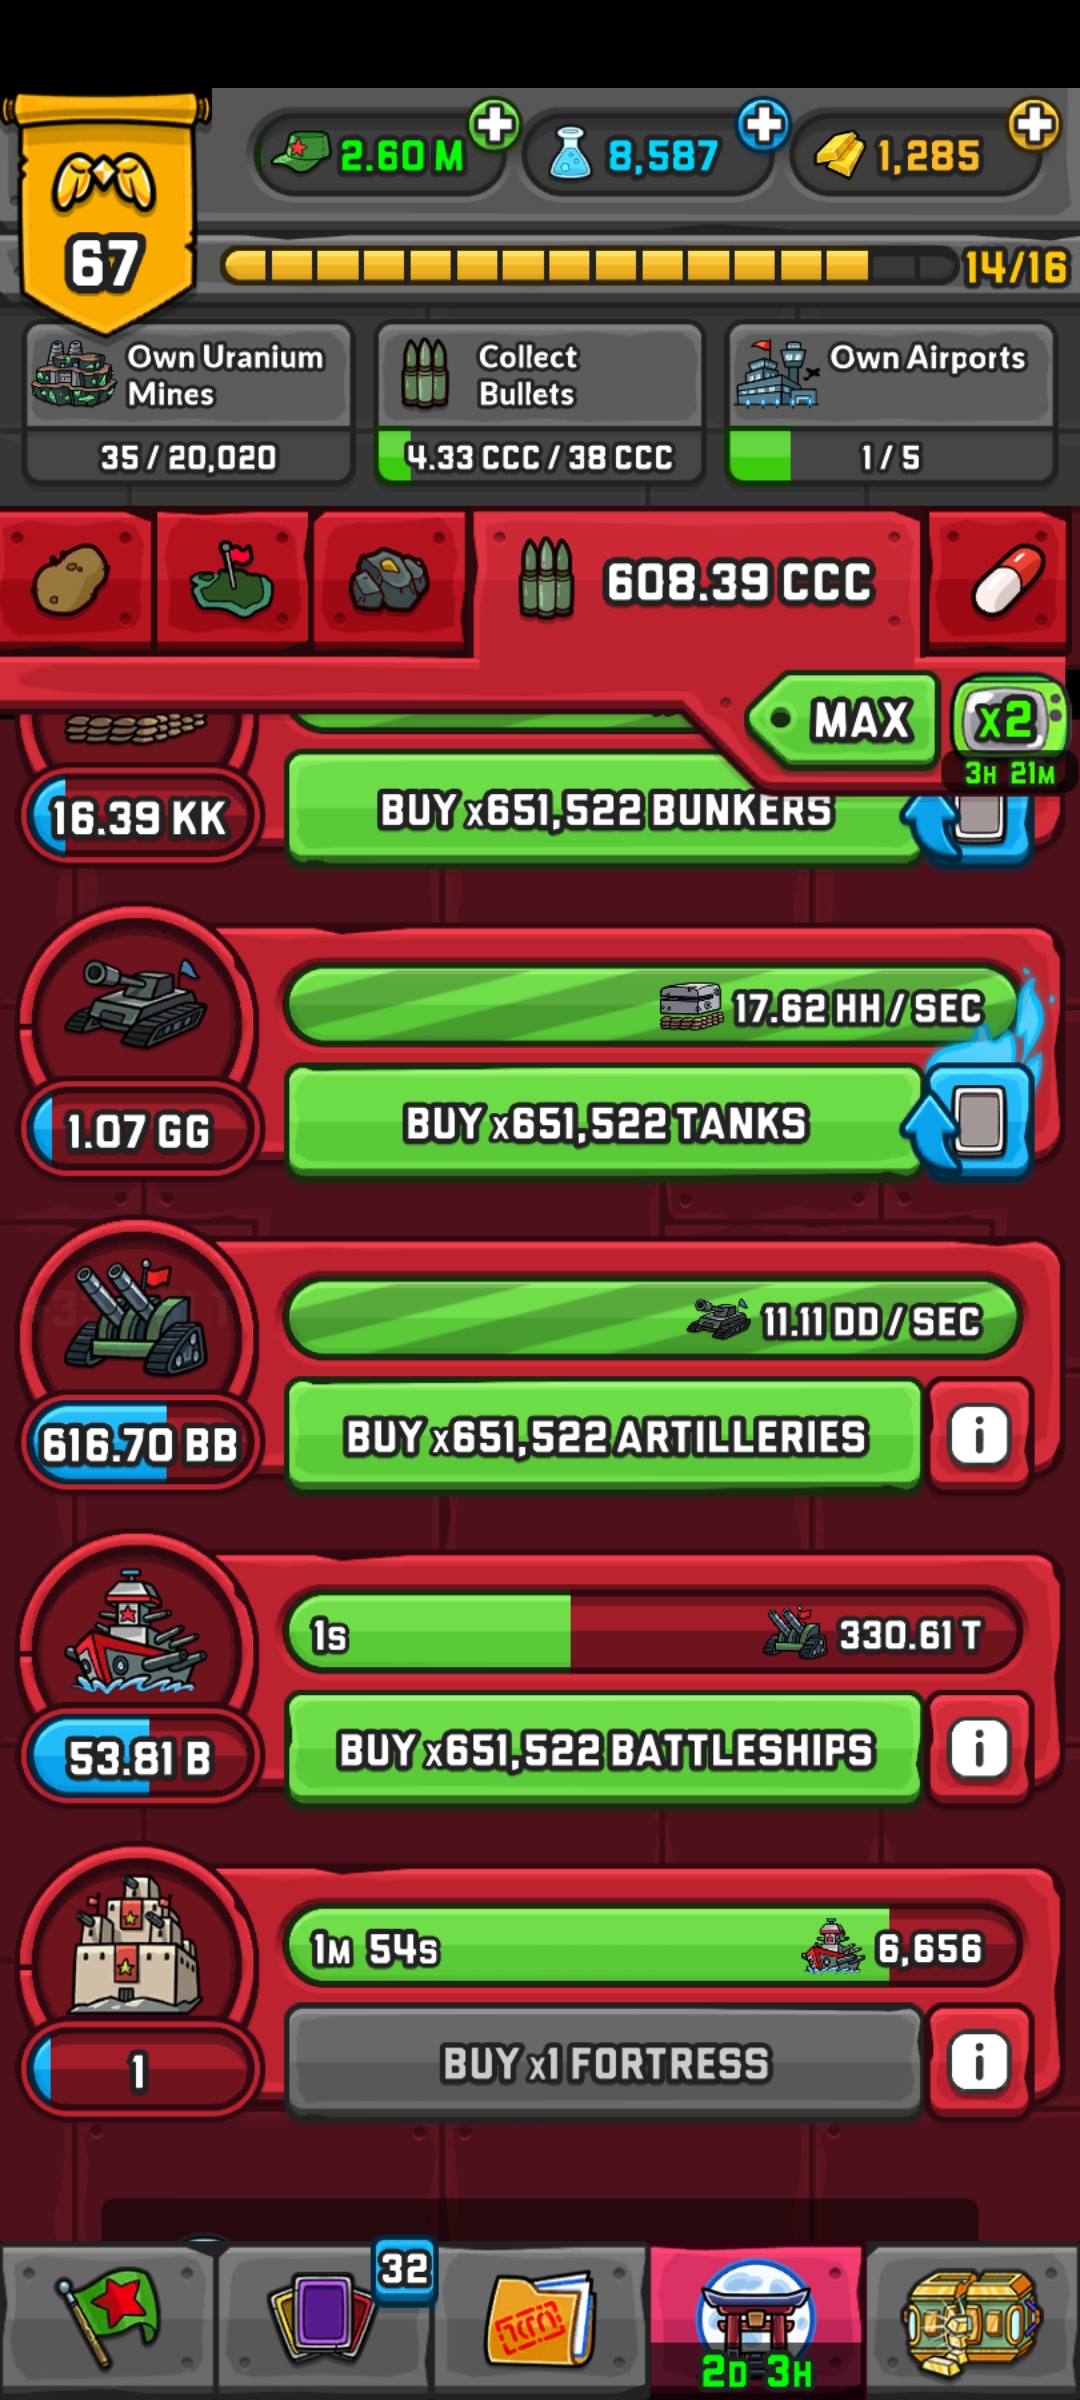 67
2.60 M
8,587
1,285
14/16
Own Uranium
Mines
35 / 20,020
Collect
Bullets
4.33 CCC / 38 CCC
Own Airports
1 / 5
608.39 CCC
MAX
x2
3H 21M
16.39 KK
BUY x651,522 BUNKERS
17.62 HH / SEC
1.07 GG
BUY x651,522 TANKS
11.11 DD / SEC
616.70 BB
BUY x651,522 ARTILLERIES
i
1s
330.61 T
53.81 B
BUY x651,522 BATTLESHIPS
i
1M 54s
6,656
1
BUY x1 FORTRESS
i
32
2D 3H